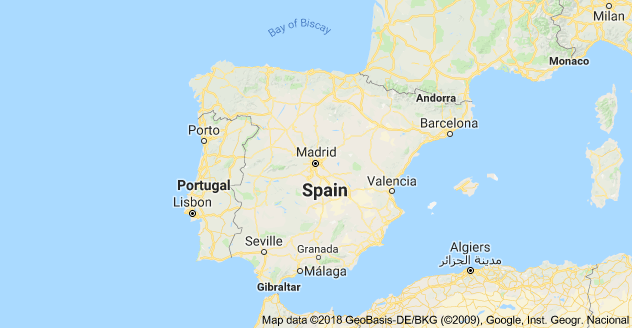 Milan
Bay of Biscay
Monaco
Andorra
Barcelona
Porto
Madrid
Portugal
Spain
Valencia
Lisbon
Seville
Granada
Algiers
مدينة الجزائر
Málaga
Gibraltar
Map data ©2018 GeoBasis-DE/BKG (©2009), Google, Inst. Geogr. Nacional